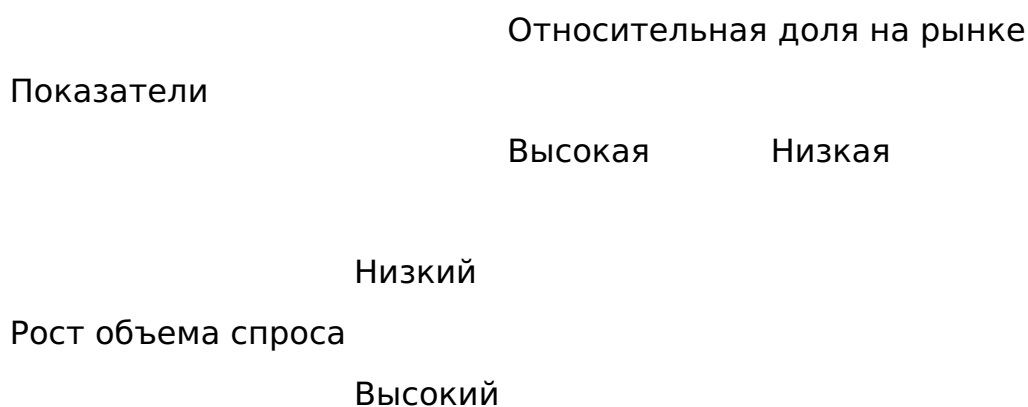 Относительная доля на рынке
Показатели
Высокая Низкая
Низкий
Рост объема спроса
Высокий